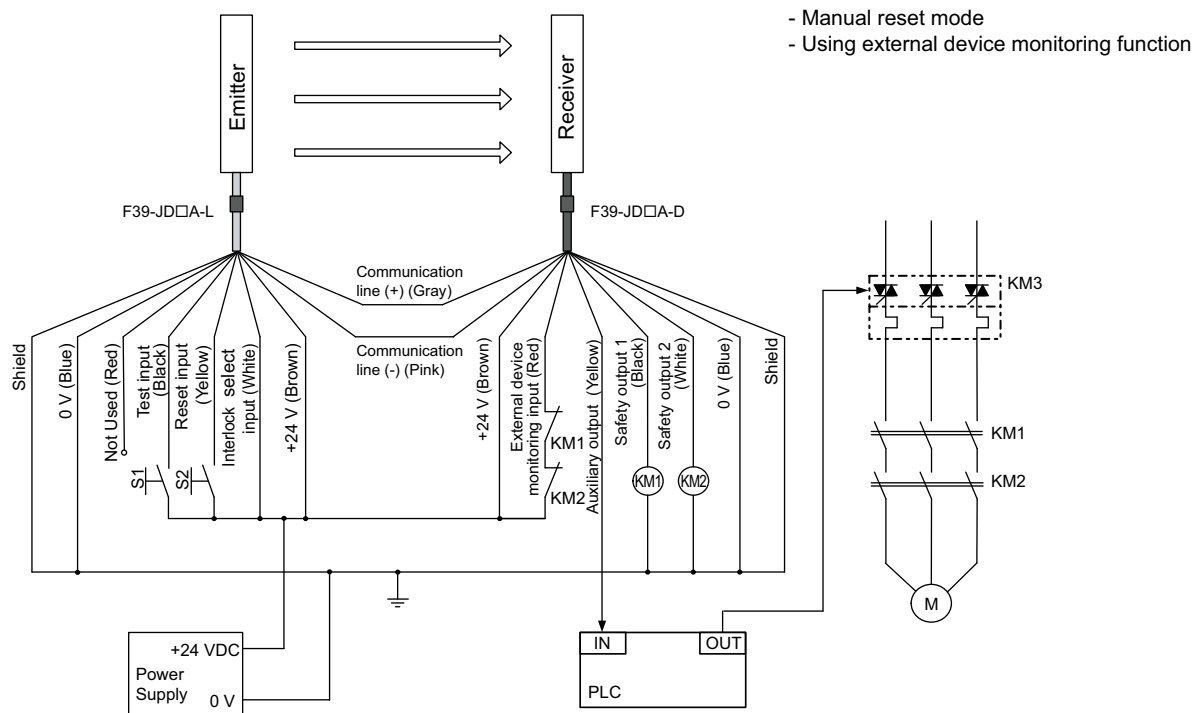 - Manual reset mode
- Using external device monitoring function
Emitter
Receiver
F39-JD□A-L
F39-JD□A-D
Communication
line (+) (Gray)
Communication
line (-) (Pink)
Shield
0 V (Blue)
Not Used (Red)
Test input
(Black)
Reset input
(Yellow)
Interlock select
input (White)
+24 V (Brown)
+24 V (Brown)
External device
monitoring input (Red)
Auxiliary output (Yellow)
Safety output 1
(Black)
Safety output 2
(White)
0 V (Blue)
Shield
S1
S2
KM1
KM2
KM1
KM2
KM3
KM1
KM2
M
+24 VDC
Power
Supply
0 V
IN
OUT
PLC